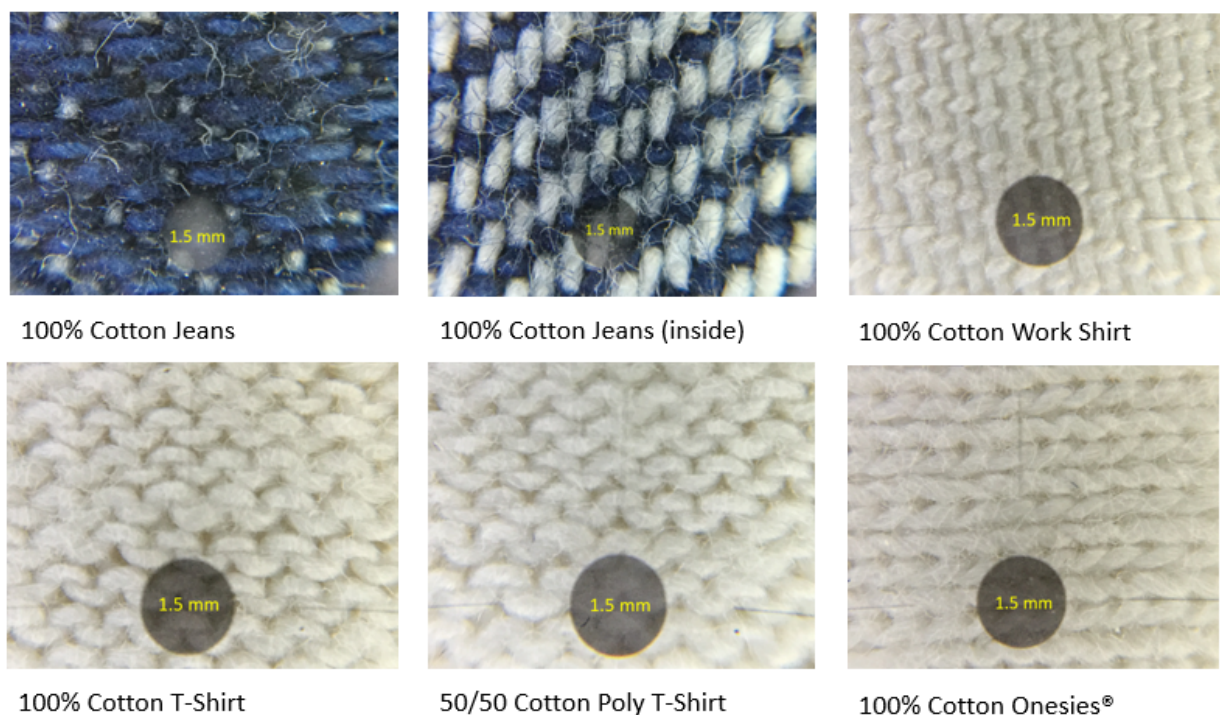 1.5 mm
1.5 mm
1.5 mm
100% Cotton Jeans
100% Cotton Jeans (inside)
100% Cotton Work Shirt
1.5 mm
1.5 mm
1.5 mm
100% Cotton T-Shirt
50/50 Cotton Poly T-Shirt
100% Cotton Onesies®